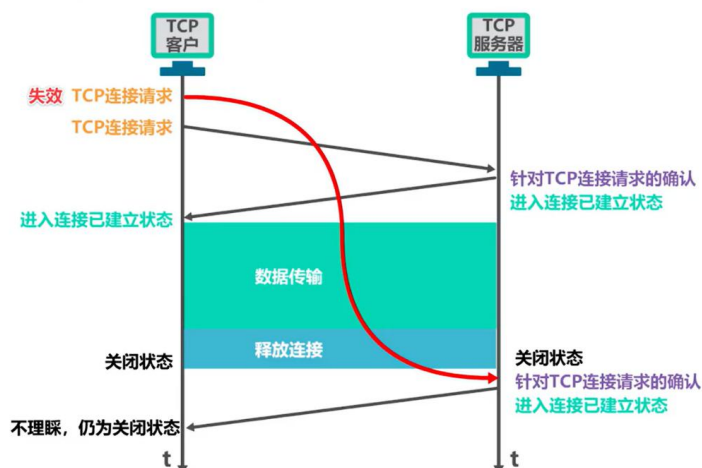 TCP
客户
TCP
服务器
失效 TCP连接请求
TCP连接请求
针对TCP连接请求的确认
进入连接已建立状态
进入连接已建立状态
数据传输
释放连接
关闭状态
关闭状态
针对TCP连接请求的确认
进入连接已建立状态
不理睬，仍为关闭状态
t
t